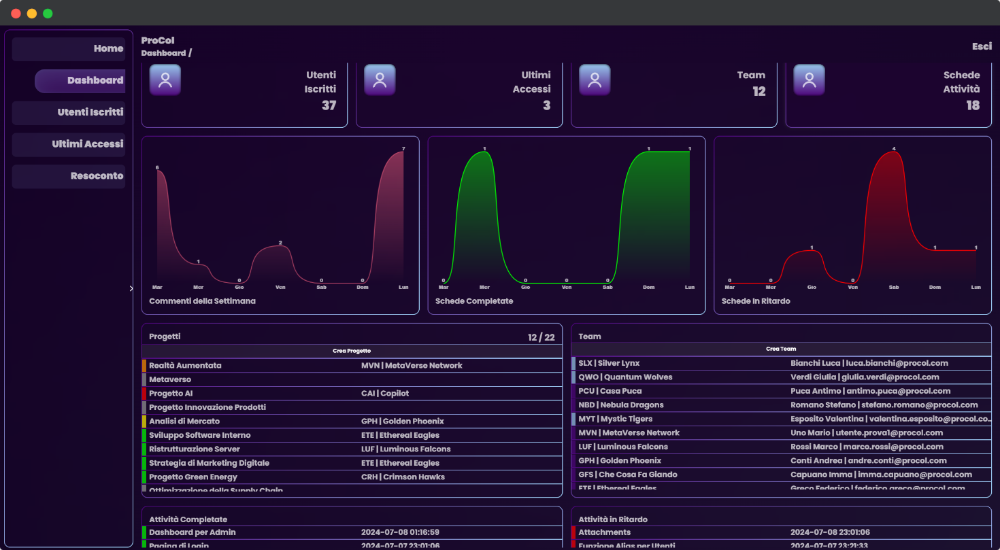 Home
Dashboard
Utenti Iscritti
Ultimi Accessi
Resoconto
ProCol
Dashboard /
Esci
Utenti
Iscritti
37
Ultimi
Accessi
3
Team
12
Schede
Attività
18
6
1
0
2
0
0
7
Mar Mer Gio Ven Sab Dom Lun
Commenti della Settimana
0
1
0
0
0
1
1
Mar Mer Gio Ven Sab Dom Lun
Schede Completate
0
0
1
0
4
1
1
Mar Mer Gio Ven Sab Dom Lun
Schede In Ritardo
Progetti 12 / 22
Crea Progetto
Realtà Aumentata MVN | MetaVerse Network
Metaverso
Progetto AI CAI | Copilot
Progetto Innovazione Prodotti
Analisi di Mercato GPH | Golden Phoenix
Sviluppo Software Interno ETE | Ethereal Eagles
Ristrutturazione Server LUF | Luminous Falcons
Strategia di Marketing Digitale ETE | Ethereal Eagles
Progetto Green Energy CRH | Crimson Hawks
Ottimizzazione della Supply Chain
Team
Crea Team
SLX | Silver Lynx Bianchi Luca | luca.bianchi@procol.com
QWO | Quantum Wolves Verdi Giulia | giulia.verdi@procol.com
PCU | Casa Puca Puca Antimo | antimo.puca@procol.com
NBD | Nebula Dragons Romano Stefano | stefano.romano@procol.com
MYT | Mystic Tigers Esposito Valentina | valentina.esposito@procol.co...
MVN | MetaVerse Network Uno Mario | utente.prova1@procol.com
LUF | Luminous Falcons Rossi Marco | marco.rossi@procol.com
GPH | Golden Phoenix Conti Andrea | andre.conti@procol.com
GFS | Che Cosa Fa Giando Capuano Imma | imma.capuano@procol.com
ETE | Ethereal Eagles Greco Federico | federico.greco@procol.com
Attività Completate
Dashboard per Admin 2024-07-08 01:16:59
Pagina di Login 2024-07-07 23:01:06
Attività in Ritardo
Attachments 2024-07-08 23:01:06
Funzione Alias per Utenti 2024-07-07 23:21:33